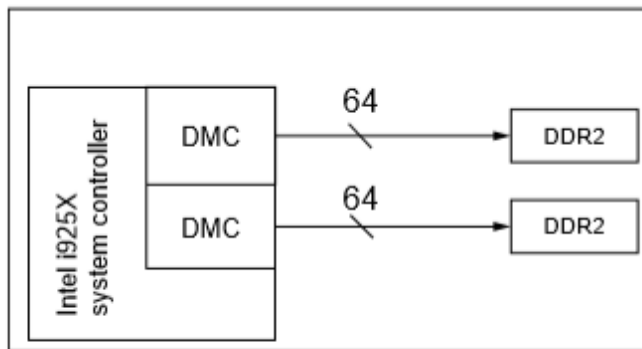 Intel i925X
system controller
DMC
64
DDR2
DMC
64
DDR2